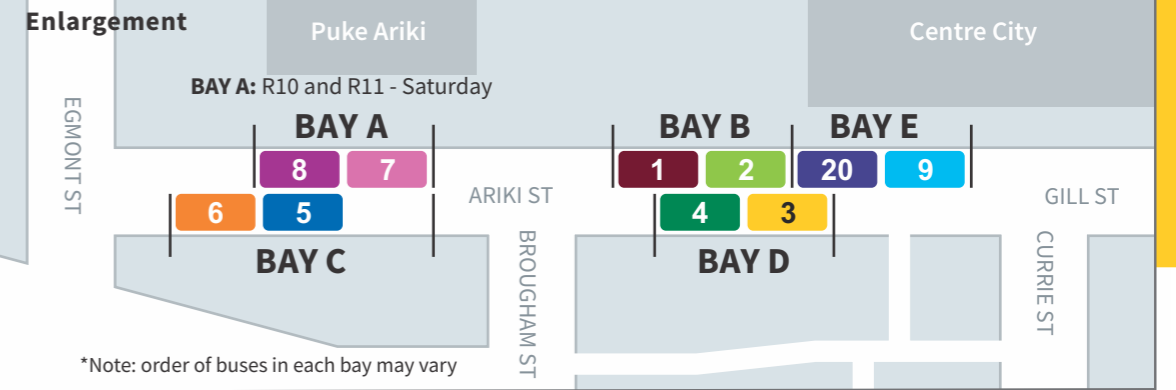 Enlargement
Puke Ariki
Centre City
BAY A: R10 and R11 - Saturday
EGMONT ST
BAY A
BAY B
BAY E
8
7
1
2
20
9
6
5
ARIKI ST
4
3
GILL ST
BAY C
BROUGHAM ST
BAY D
CURRIE ST
*Note: order of buses in each bay may vary